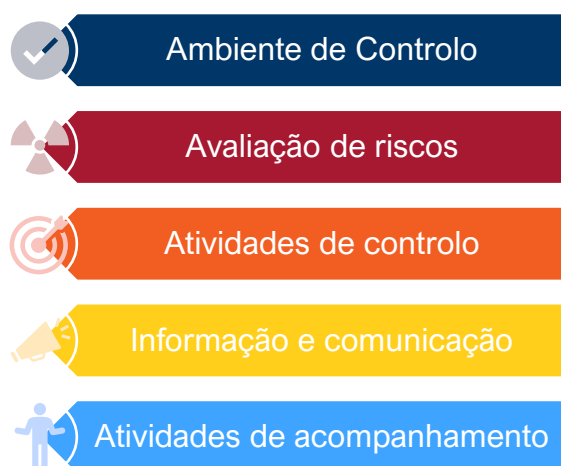 Ambiente de Controlo
Avaliação de riscos
Atividades de controlo
Informação e comunicação
Atividades de acompanhamento